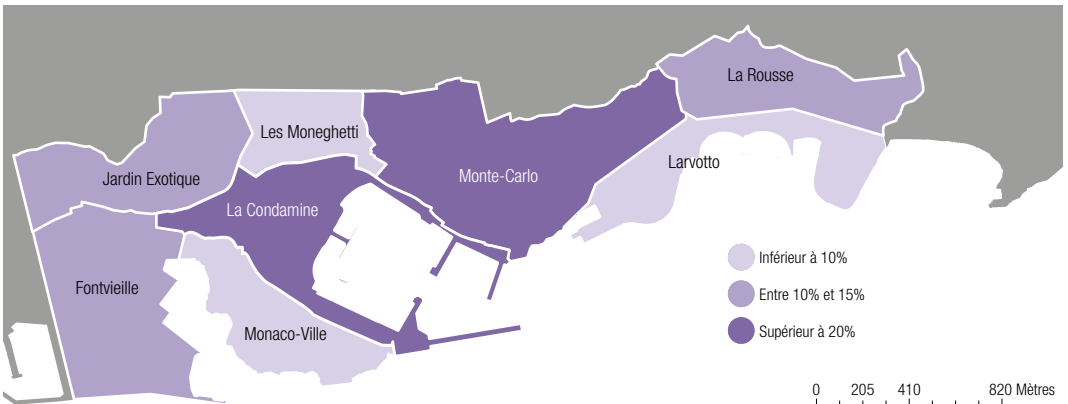 La Rousse
Les Moneghetti
Larvotto
Jardin Exotique
Monte-Carlo
La Condamine
Fontvieille
Monaco-Ville
Inférieur à 10%
Entre 10% et 15%
Supérieur à 20%
0 205 410 820 Mètres